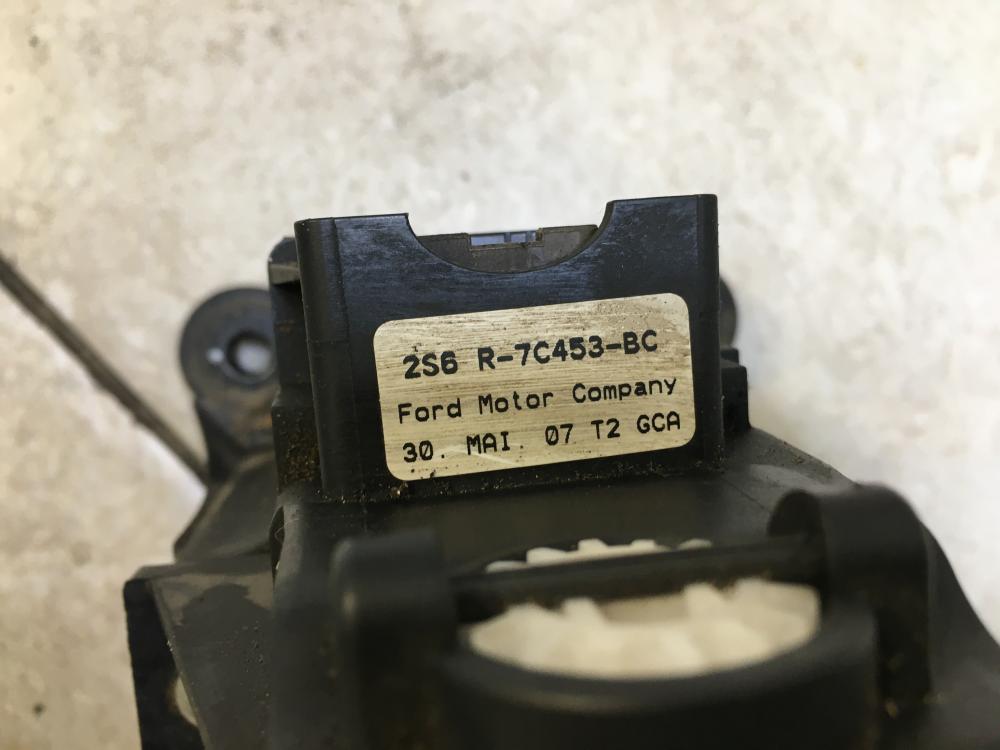 2S6 R-7C453-BC
Ford Motor Company
30. MAI. 07 T2 GCA